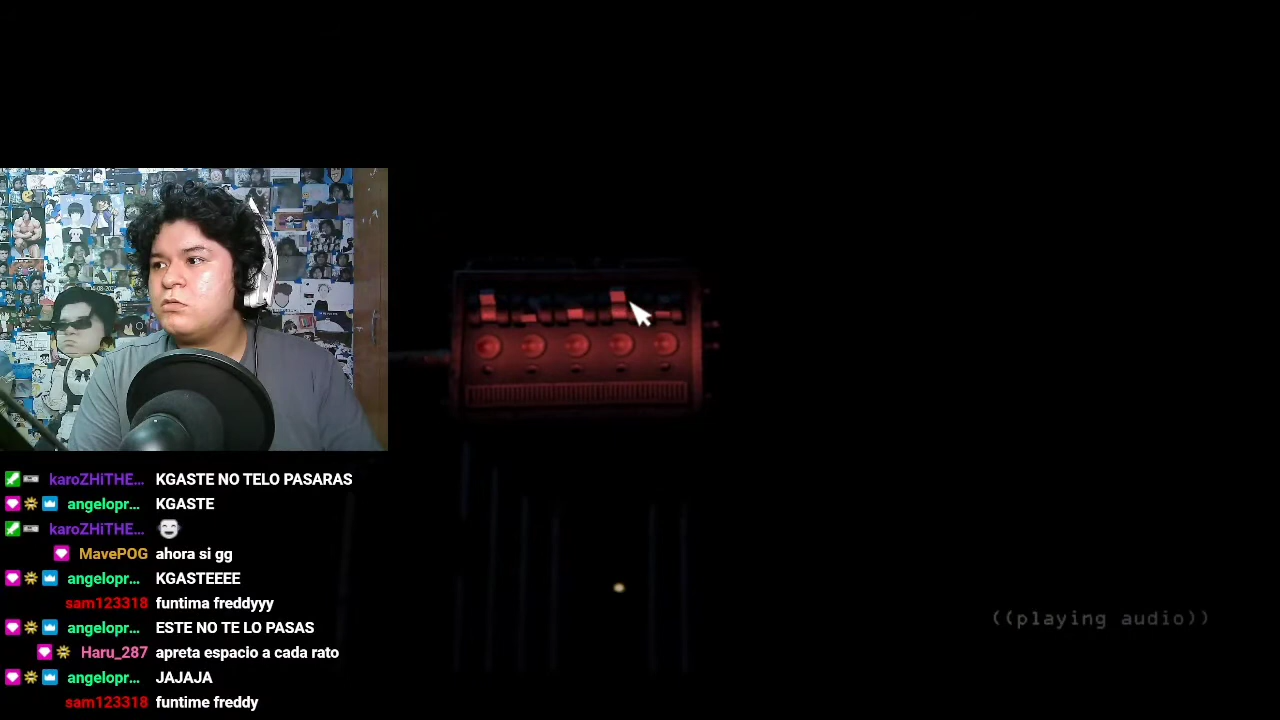 karoZHiTHE... KGASTE NO TELO PASARAS
angelopr... KGASTE
karoZHiTHE...
MavePOG ahora si gg
angelopr... KGASTEEEE
sam123318 funtima freddyyy
angelopr... ESTE NO TE LO PASAS
Haru_287 apreta espacio a cada rato
angelopr... JAJAJA
sam123318 funtime freddy
((playing audio))